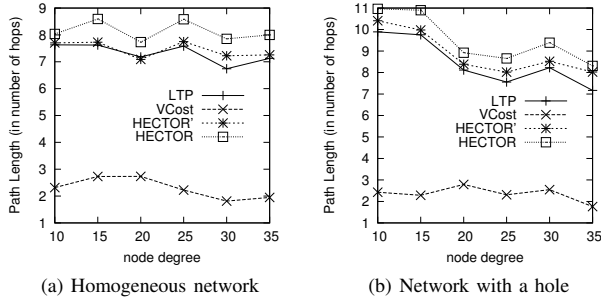 Path Length (in number of hops)
9
8
7
6
5
4
3
2
1
10 15 20 25 30 35
node degree
LTP
VCost
HECTOR'
HECTOR
(a) Homogeneous network
Path Length (in number of hops)
11
10
9
8
7
6
5
4
3
2
1
10 15 20 25 30 35
node degree
LTP
VCost
HECTOR'
HECTOR
(b) Network with a hole